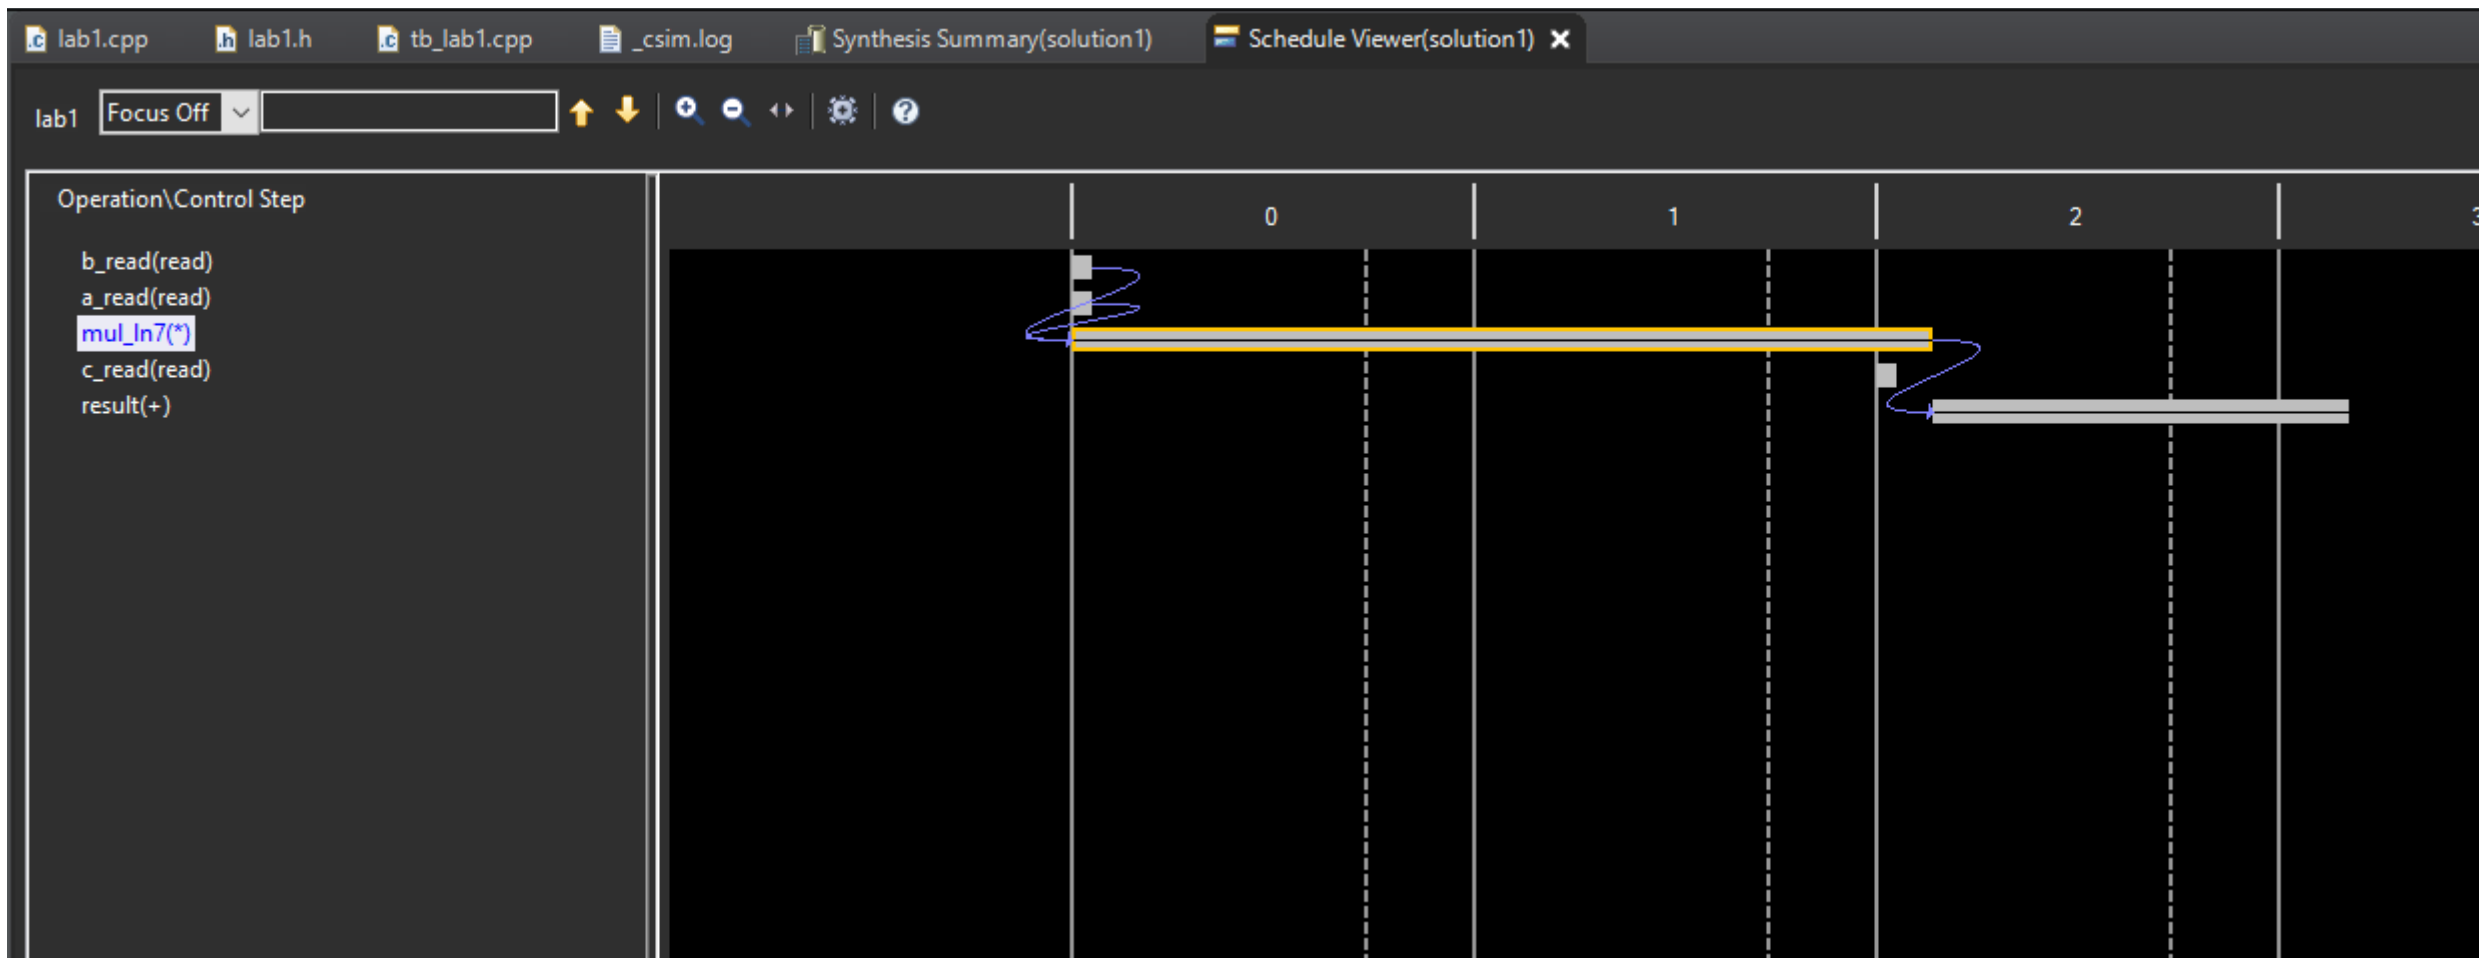 lab1.cpp lab1.h tb_lab1.cpp _csim.log Synthesis Summary(solution1) Schedule Viewer(solution1)
lab1 Focus Off
Operation\Control Step 0 1 2 3
b_read(read)
a_read(read)
mul_ln7(*)
c_read(read)
result(+)